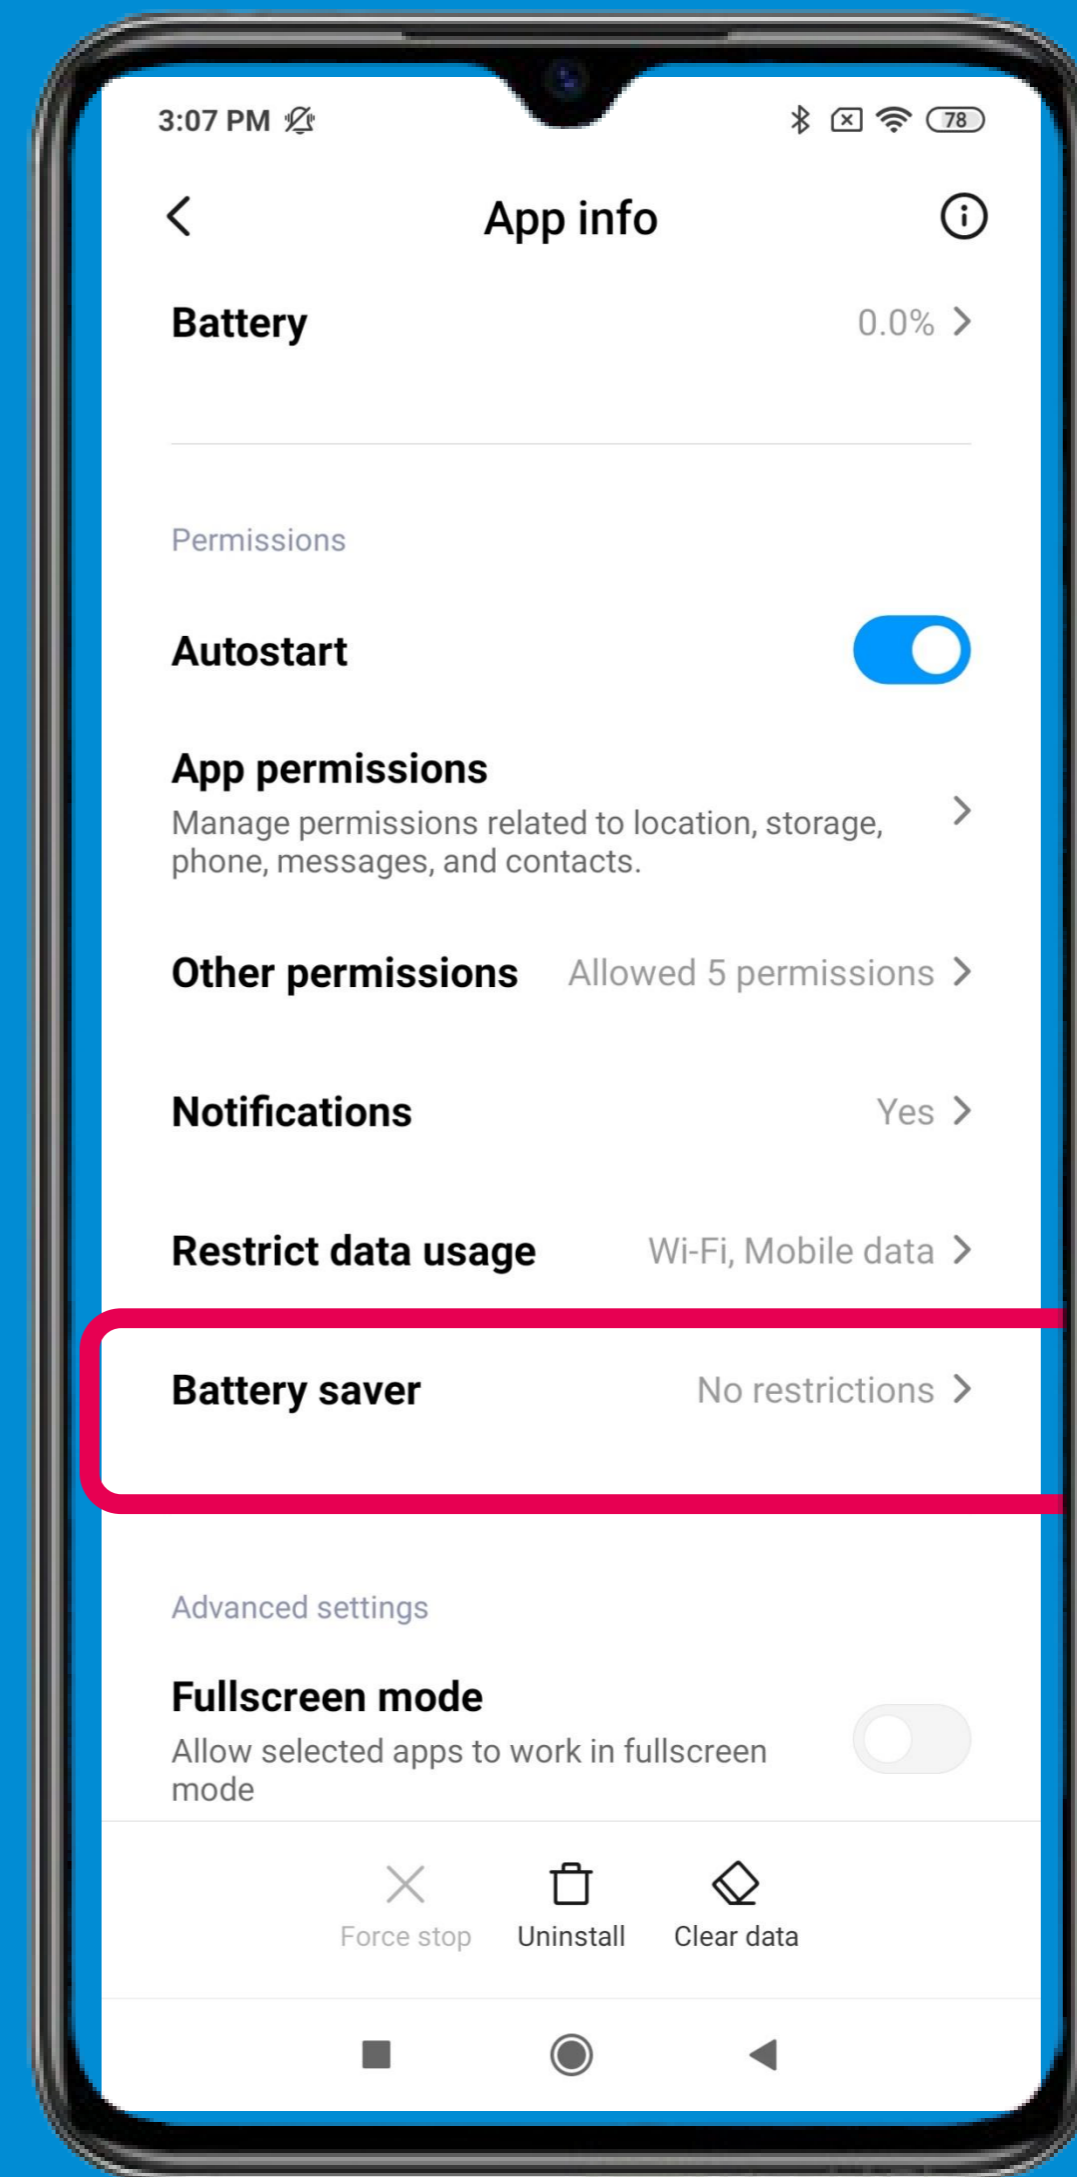 3:07 PM 78
App info
Battery 0.0%
Permissions
Autostart
App permissions
Manage permissions related to location, storage,
phone, messages, and contacts.
Other permissions Allowed 5 permissions
Notifications Yes
Restrict data usage Wi-Fi, Mobile data
Battery saver No restrictions
Advanced settings
Fullscreen mode
Allow selected apps to work in fullscreen
mode
Force stop Uninstall Clear data